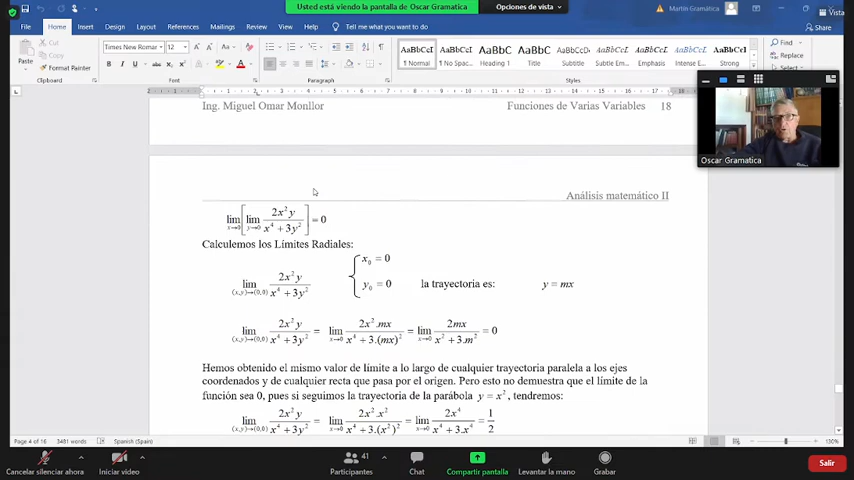 Usted está viendo la pantalla de Oscar Gramatica
Opciones de vista
Martín Gramática
Vista
File Home Insert Draw Design Layout References Mailings Review View Help Tell me what you want to do
Share
Paste
Cut
Copy
Format Painter
Clipboard
Times New Roman 12
Font
Paragraph
AaBbCcI ¶ Normal
¶ No Spac...
Heading 1
Heading 2
Subtitle
Emphasis
Intense E...
Strong
Styles
Find
Replace
Oscar Gramatica
Ing. Miguel Omar Monllor
Funciones de Varias Variables 18
Análisis matemático II
lim x→0 [ lim y→0 2x²y / x⁴ + 3y² ] = 0
Calculemos los Límites Radiales:
lim (x,y)→(0,0) 2x²y / x⁴ + 3y² { x₀ = 0 y₀ = 0 la trayectoria es: y = mx
lim (x,y)→(0,0) 2x²y / x⁴ + 3y² = lim x→0 2x².mx / x⁴ + 3.(mx)² = lim x→0 2mx / x² + 3.m² = 0
Hemos obtenido el mismo valor de límite a lo largo de cualquier trayectoria paralela a los ejes
coordenados y de cualquier recta que pasa por el origen. Pero esto no demuestra que el límite de la
función sea 0, pues si seguimos la trayectoria de la parábola y = x², tendremos:
lim (x,y)→(0,0) 2x²y / x⁴ + 3y² = lim x→0 2x².x² / x⁴ + 3.(x²)² = lim x→0 2x⁴ / x⁴ + 3.x⁴ = 1/2
Page 4 of 16 3481 words Spanish (Spain)
130%
Cancelar silenciar ahora
Iniciar video
Participantes 41
Chat
Compartir pantalla
Levantar la mano
Grabar
Salir